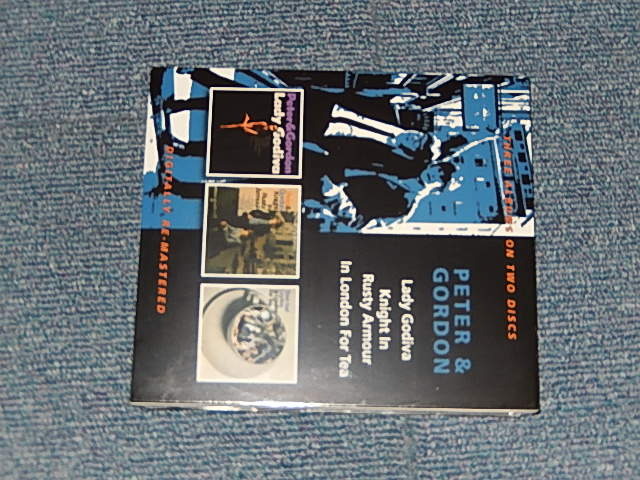 THREE ALBUMS ON TWO DISCS
PETER &
GORDON
Lady Godiva
Knight In
Rusty Armour
In London For Tea
Peter & Gordon
Lady Godiva
DIGITALLY RE-MASTERED